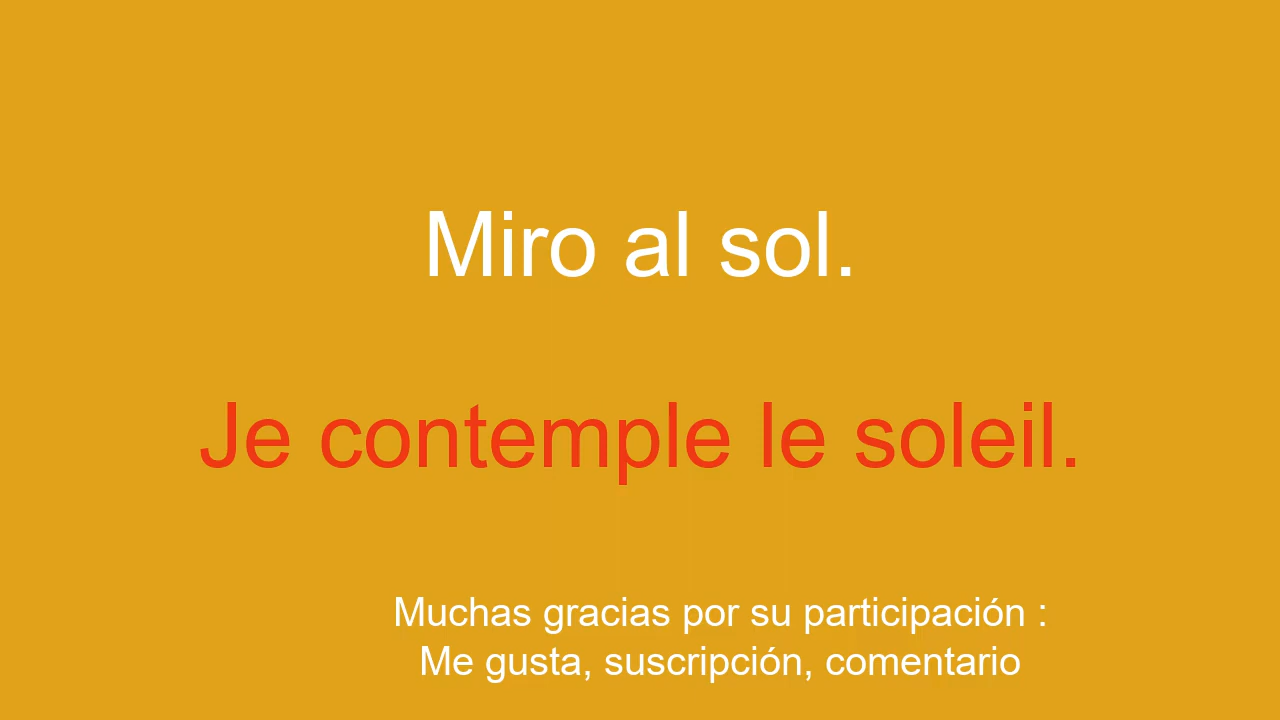 Miro al sol.
Je contemple le soleil.
Muchas gracias por su participación :
Me gusta, suscripción, comentario